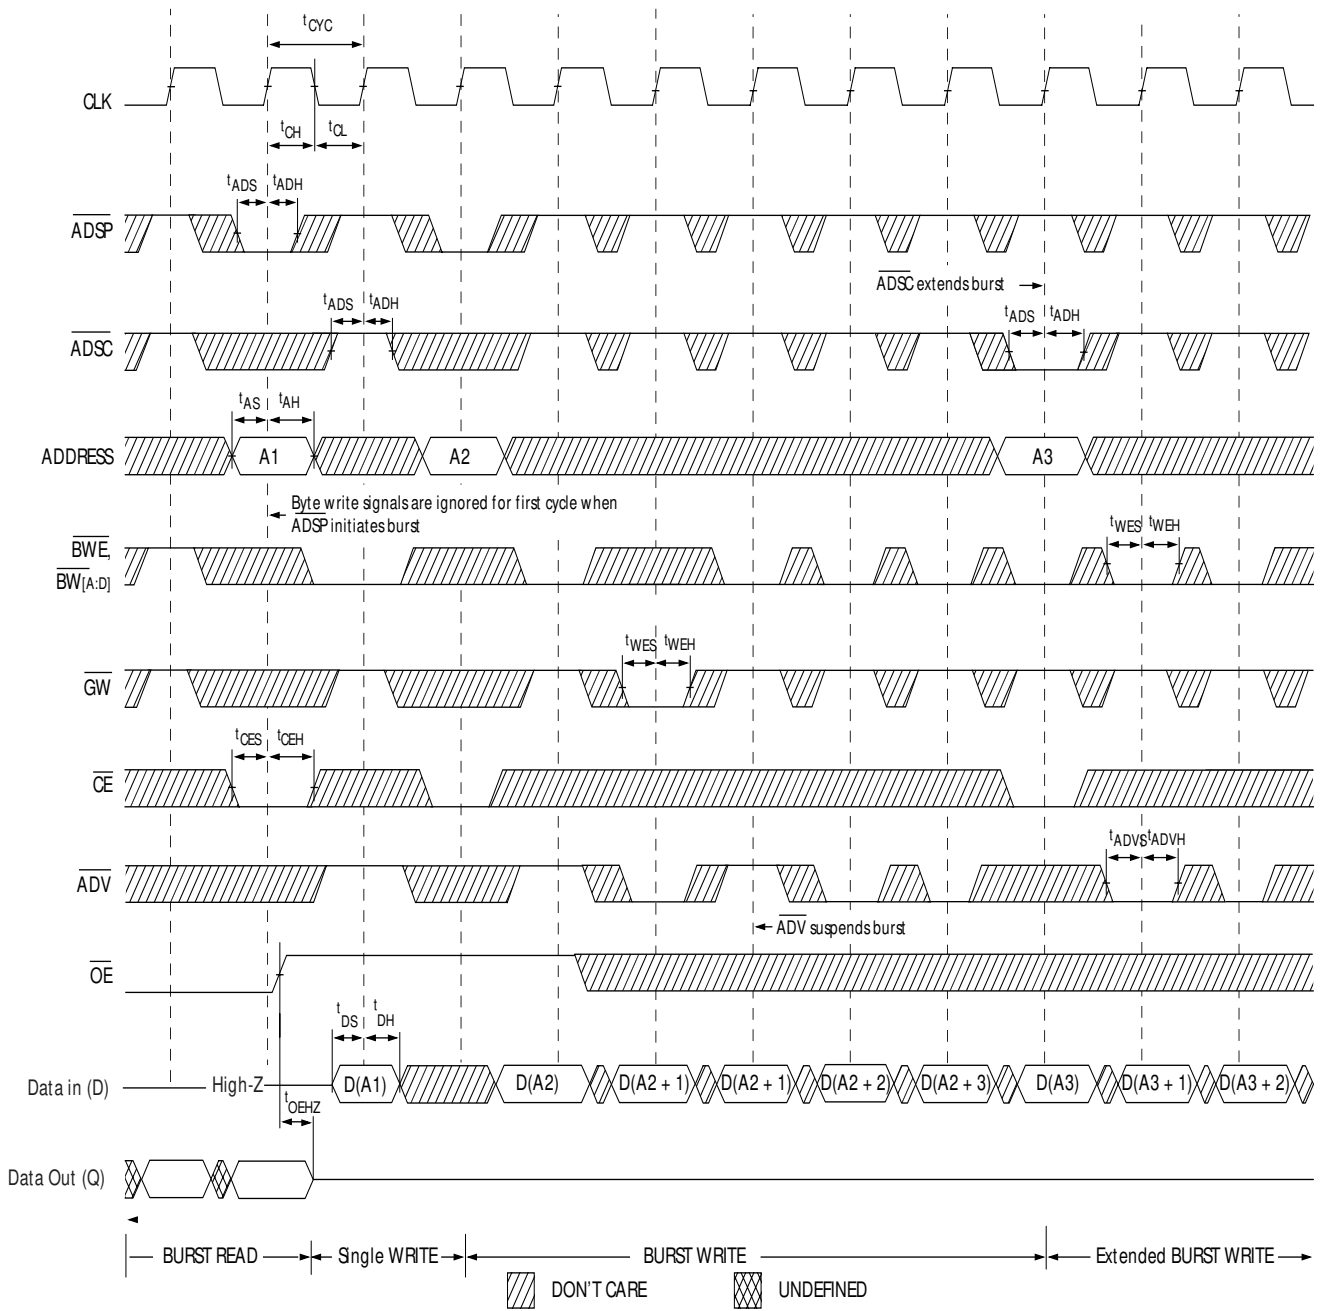 tCYC
CLK
tCH
tCL
tADS
tADH
ADSP
ADSC extends burst
tADS
tADH
tADS
tADH
ADSC
tAS
tAH
ADDRESS
A1
A2
A3
Byte write signals are ignored for first cycle when
ADSP initiates burst
tWES
tWEH
BWE,
BW[A:D]
tWES
tWEH
GW
tCES
tCEH
CE
tADVS
tADVH
ADV
ADV suspends burst
OE
tDS
tDH
Data in (D)
High-Z
D(A1)
D(A2)
D(A2 + 1)
D(A2 + 1)
D(A2 + 2)
D(A2 + 3)
D(A3)
D(A3 + 1)
D(A3 + 2)
tOEHZ
Data Out (Q)
BURST READ
Single WRITE
BURST WRITE
Extended BURST WRITE
DON'T CARE
UNDEFINED